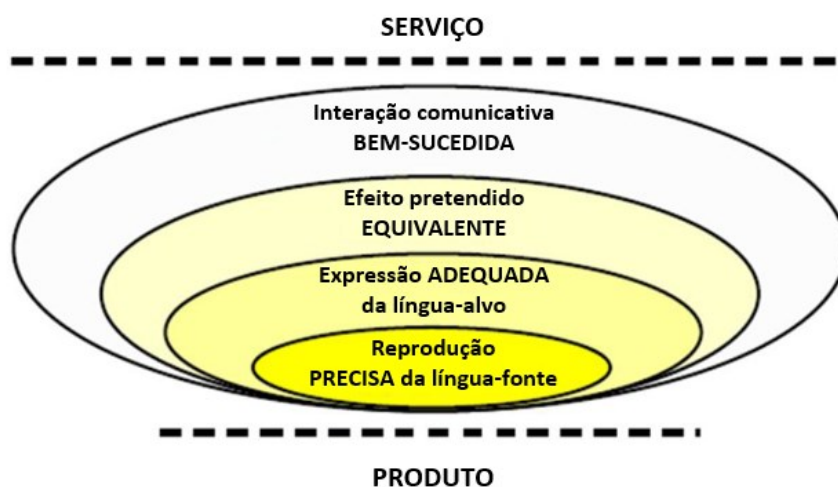 SERVIÇO
Interação comunicativa
BEM-SUCEDIDA
Efeito pretendido
EQUIVALENTE
Expressão ADEQUADA
da língua-alvo
Reprodução
PRECISA da língua-fonte
PRODUTO